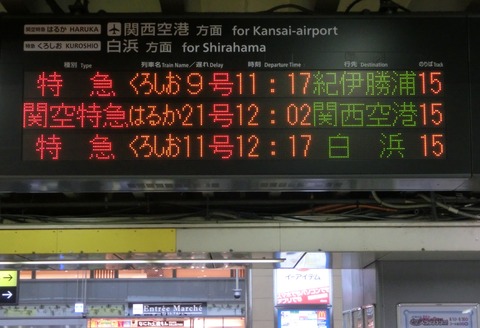 関空特急 はるか HARUKA 関西空港 方面 for Kansai-airport
特急 くろしお KUROSHIO 白浜 方面 for Shirahama
種別 Type 列車名 Train Name / 遅れ Delay 時刻 Departure Time 行先 Destination のりば Track
特急 くろしお9号 11:17 紀伊勝浦 15
関空特急 はるか21号 12:02 関西空港 15
特急 くろしお11号 12:17 白浜 15
Entrée Marché